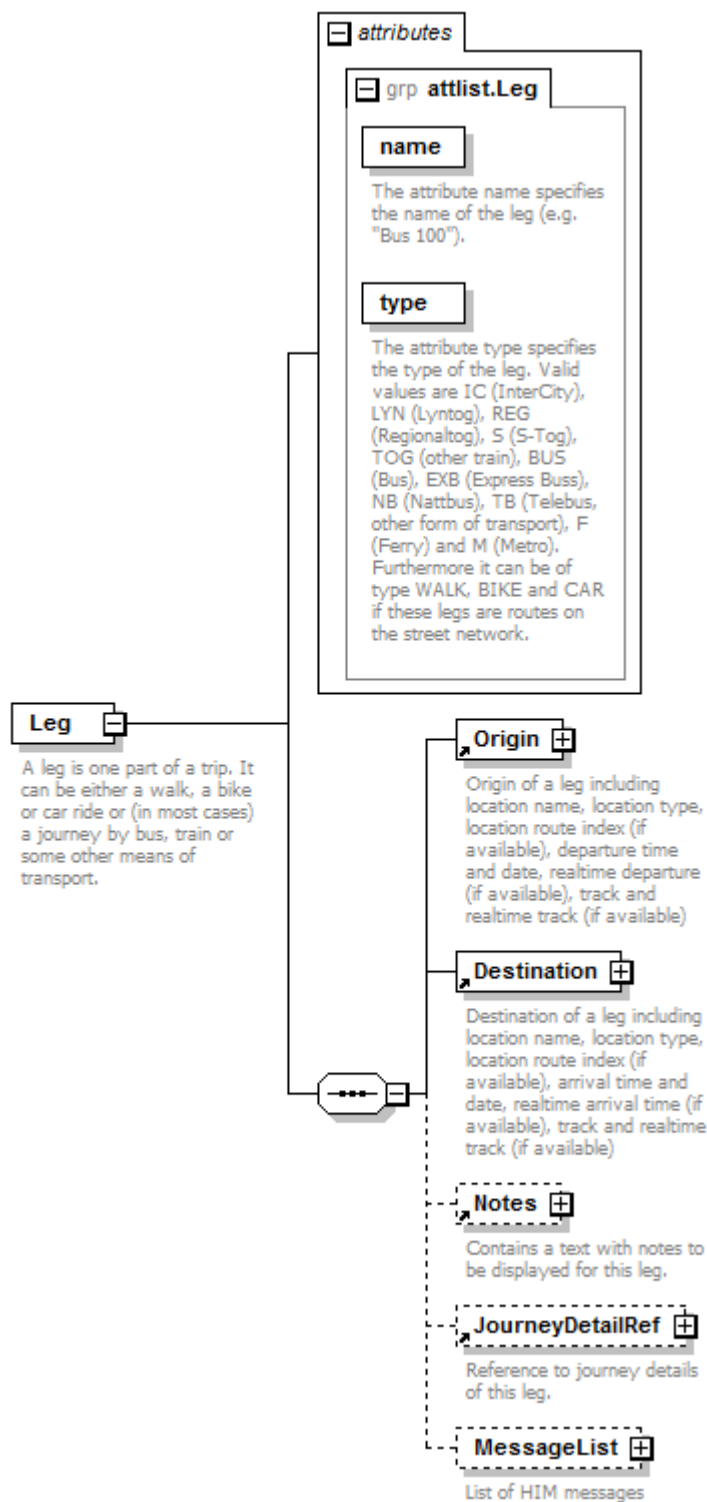 attributes
grp attlist.Leg
name
The attribute name specifies
the name of the leg (e.g.
"Bus 100").
type
The attribute type specifies
the type of the leg. Valid
values are IC (InterCity),
LYN (Lyntog), REG
(Regionaltog), S (S-Tog),
TOG (other train), BUS
(Bus), EXB (Express Buss),
NB (Nattbus), TB (Telebus,
other form of transport), F
(Ferry) and M (Metro).
Furthermore it can be of
type WALK, BIKE and CAR
if these legs are routes on
the street network.
Leg
A leg is one part of a trip. It
can be either a walk, a bike
or car ride or (in most cases)
a journey by bus, train or
some other means of
transport.
Origin
Origin of a leg including
location name, location type,
location route index (if
available), departure time
and date, realtime departure
(if available), track and
realtime track (if available)
Destination
Destination of a leg including
location name, location type,
location route index (if
available), arrival time and
date, realtime arrival time (if
available), track and realtime
track (if available)
Notes
Contains a text with notes to
be displayed for this leg.
JourneyDetailRef
Reference to journey details
of this leg.
MessageList
List of HIM messages